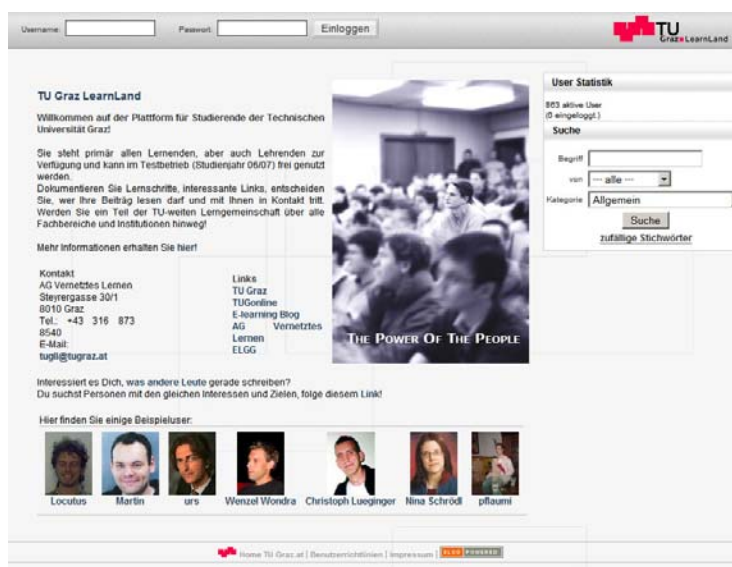 Username:
Passwort:
Einloggen
TU
Graz LearnLand
TU Graz LearnLand
Willkommen auf der Plattform für Studierende der Technischen
Universität Graz!
Sie steht primär allen Lernenden, aber auch Lehrenden zur
Verfügung und kann im Testbetrieb (Studienjahr 06/07) frei genutzt
werden.
Dokumentieren Sie Lernschritte, interessante Links, entscheiden
Sie, wer Ihre Beiträg lesen darf und mit Ihnen in Kontakt tritt.
Werden Sie ein Teil der TU-weiten Lerngemeinschaft über alle
Fachbereiche und Institutionen hinweg!
Mehr Informationen erhalten Sie hier!
Kontakt
AG Vernetztes Lernen
Steyrergasse 30/1
8010 Graz
Tel.: +43 316 873
8540
E-Mail:
tugll@tugraz.at
Links
TU Graz
TUGonline
E-learning Blog
AG Vernetztes
Lernen
ELGG
THE POWER OF THE PEOPLE
User Statistik
863 aktive User
(6 eingeloggt.)
Suche
Begriff
von
--- alle ---
Kategorie
Allgemein
Suche
zufällige Stichwörter
Interessiert es Dich, was andere Leute gerade schreiben?
Du suchst Personen mit den gleichen Interessen und Zielen, folge diesem Link!
Hier finden Sie einige Beispieluser:
Locutus
Martin
urs
Wenzel Wondra
Christoph Lueginger
Nina Schrödl
pflaumi
Home TU Graz.at | Benutzerrichtlinien | Impressum |
ELGG POWERED